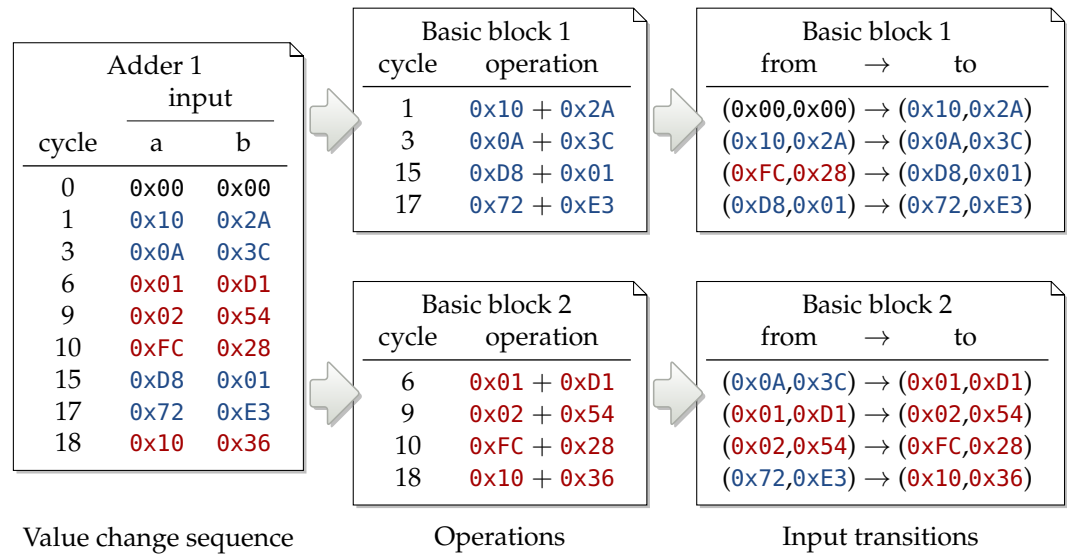 Adder 1
input
cycle a b
0 0x00 0x00
1 0x10 0x2A
3 0x0A 0x3C
6 0x01 0xD1
9 0x02 0x54
10 0xFC 0x28
15 0xD8 0x01
17 0x72 0xE3
18 0x10 0x36
Value change sequence
Basic block 1
cycle operation
1 0x10 + 0x2A
3 0x0A + 0x3C
15 0xD8 + 0x01
17 0x72 + 0xE3
Basic block 2
cycle operation
6 0x01 + 0xD1
9 0x02 + 0x54
10 0xFC + 0x28
18 0x10 + 0x36
Operations
Basic block 1
from → to
(0x00,0x00) → (0x10,0x2A)
(0x10,0x2A) → (0x0A,0x3C)
(0xFC,0x28) → (0xD8,0x01)
(0xD8,0x01) → (0x72,0xE3)
Basic block 2
from → to
(0x0A,0x3C) → (0x01,0xD1)
(0x01,0xD1) → (0x02,0x54)
(0x02,0x54) → (0xFC,0x28)
(0x72,0xE3) → (0x10,0x36)
Input transitions